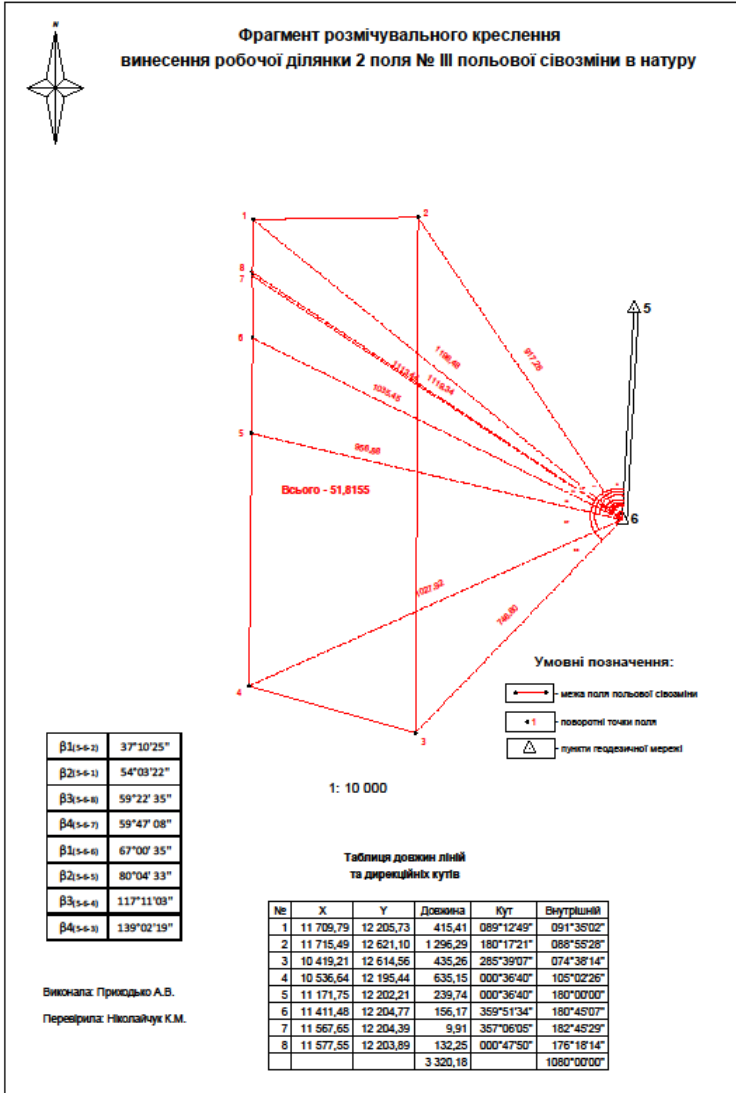 N
Фрагмент розмічувального креслення
винесення робочої ділянки 2 поля № III польової сівозміни в натуру
1
2
8
7
5
6
1196,48
917,26
1119,34
1035,45
5
956,68
Всього - 51,8155
6
1027,92
746,80
4
3
Умовні позначення:
межа поля польової сівозміни
1 поворотні точки поля
пункти геодезичної мережі
β1(5-6-2) 37°10'25"
β2(5-6-1) 54°03'22"
β3(5-6-8) 59°22' 35"
β4(5-6-7) 59°47' 08"
β1(5-6-6) 67°00' 35"
β2(5-6-5) 80°04' 33"
β3(5-6-4) 117°11'03"
β4(5-6-3) 139°02'19"
1: 10 000
Таблиця довжин ліній
та дирекційніх кутів
№ X Y Довжина Кут Внутрішній
1 11 709,79 12 205,73 415,41 089°12'49" 091°35'02"
2 11 715,49 12 621,10 1 296,29 180°17'21" 088°55'28"
3 10 419,21 12 614,56 435,26 285°39'07" 074°38'14"
4 10 536,64 12 195,44 635,15 000°36'40" 105°02'26"
5 11 171,75 12 202,21 239,74 000°36'40" 180°00'00"
6 11 411,48 12 204,77 156,17 359°51'34" 180°45'07"
7 11 567,65 12 204,39 9,91 357°06'05" 182°45'29"
8 11 577,55 12 203,89 132,25 000°47'50" 176°18'14"
3 320,18 1080°00'00"
Виконала: Приходько А.В.
Перевірила: Ніколайчук К.М.